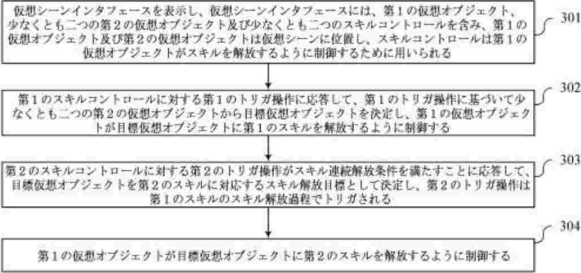 仮想シーンインタフェースを表示し、仮想シーンインタフェースには、第１の仮想オブジェクト、
少なくとも二つの第２の仮想オブジェクト及び少なくとも二つのスキルコントロールを含み、第１の
仮想オブジェクト及び第２の仮想オブジェクトは仮想シーンに位置し、スキルコントロールは第１の
仮想オブジェクトがスキルを解放するように制御するために用いられる
301
第１のスキルコントロールに対する第１のトリガ操作に応答して、第１のトリガ操作に基づいて少
なくとも二つの第２の仮想オブジェクトから目標仮想オブジェクトを決定し、第１の仮想オブジェクト
が目標仮想オブジェクトに第１のスキルを解放するように制御する
302
第２のスキルコントロールに対する第２のトリガ操作がスキル連続解放条件を満たすことに応答して、
目標仮想オブジェクトを第２のスキルに対応するスキル解放目標として決定し、第２のトリガ操作は
第１のスキルのスキル解放過程でトリガされる
303
第１の仮想オブジェクトが目標仮想オブジェクトに第２のスキルを解放するように制御する
304